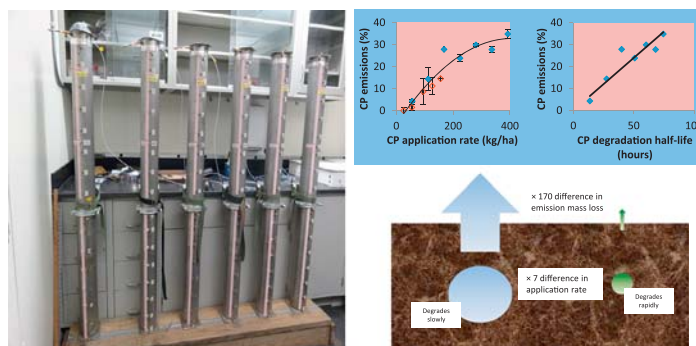 40
30
20
10
0
CP emissions (%)
0
200
400
CP application rate (kg/ha)
40
30
20
10
0
CP emissions (%)
0
50
100
CP degradation half-life
(hours)
× 170 difference in
emission mass loss
× 7 difference in
application rate
Degrades
slowly
Degrades
rapidly